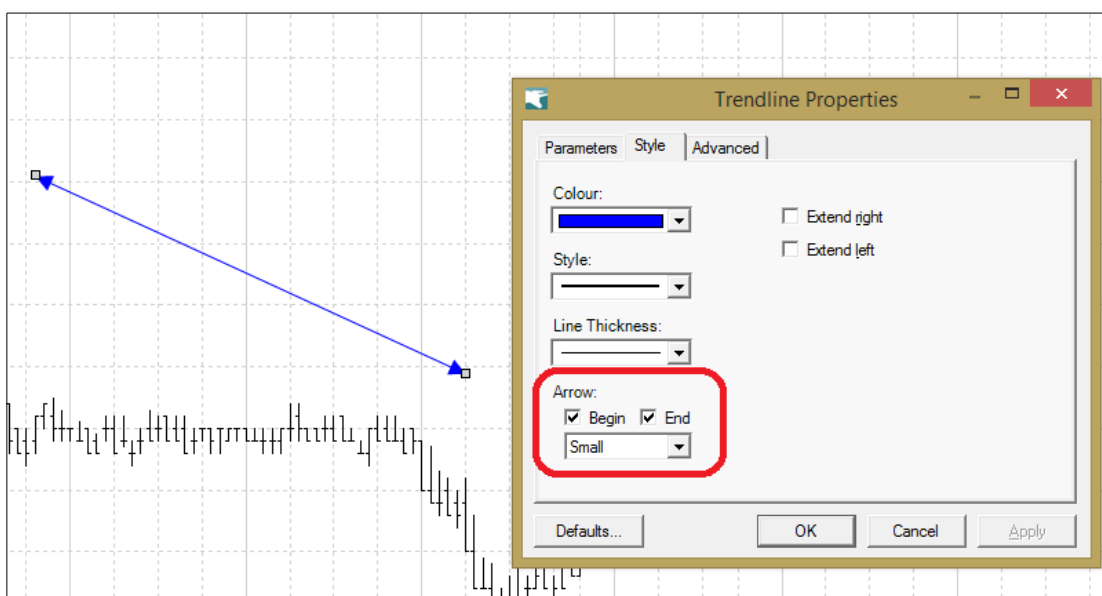 Trendline Properties
Parameters Style Advanced
Colour:
Extend right
Extend left
Style:
Line Thickness:
Arrow:
Begin End
Small
Defaults... OK Cancel Apply